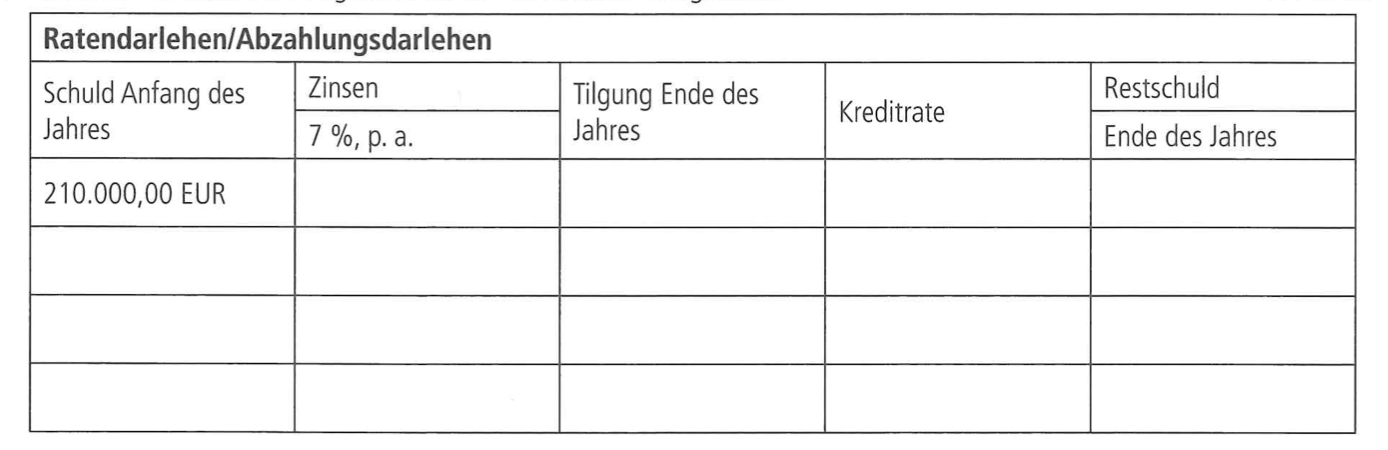 Ratendarlehen/Abzahlungsdarlehen
Schuld Anfang des
Jahres
Zinsen
7 %, p. a.
Tilgung Ende des
Jahres
Kreditrate
Restschuld
Ende des Jahres
210.000,00 EUR